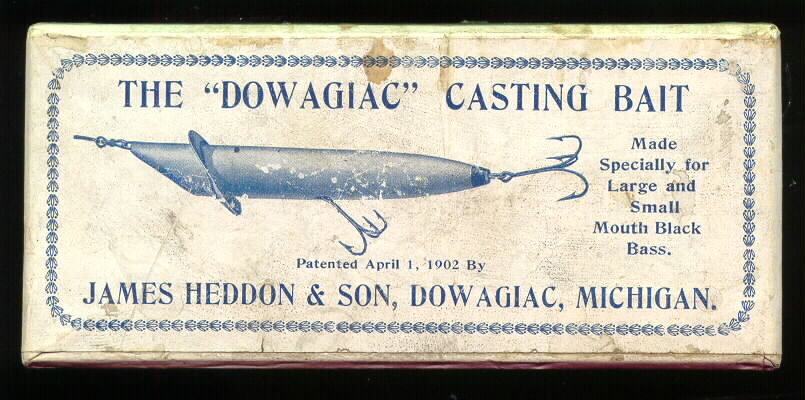 THE “DOWAGIAC” CASTING BAIT
Made
Specially for
Large and
Small
Mouth Black
Bass.
Patented April 1, 1902 By
JAMES HEDDON & SON, DOWAGIAC, MICHIGAN.